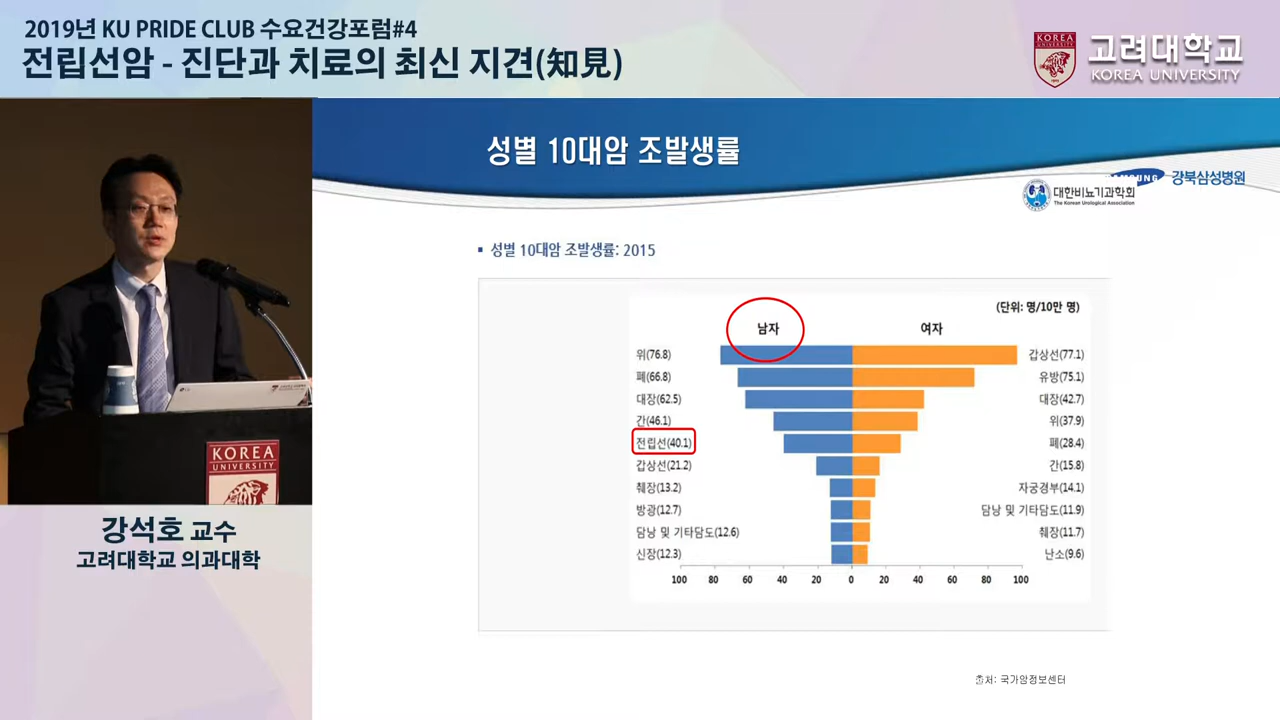 2019년 KU PRIDE CLUB 수요건강포럼#4
전립선암 - 진단과 치료의 최신 지견(知見)
KOREA
고려대학교
KOREA UNIVERSITY
성별 10대암 조발생률
대한비뇨기과학회
The Korean Urological Association
강북삼성병원
▪ 성별 10대암 조발생률: 2015
(단위: 명/10만 명)
남자 여자
위(76.8) 갑상선(77.1)
폐(66.8) 유방(75.1)
대장(62.5) 대장(42.7)
간(46.1) 위(37.9)
전립선(40.1) 폐(28.4)
갑상선(21.2) 간(15.8)
췌장(13.2) 자궁경부(14.1)
방광(12.7) 담낭 및 기타담도(11.9)
담낭 및 기타담도(12.6) 췌장(11.7)
신장(12.3) 난소(9.6)
100 80 60 40 20 0 20 40 60 80 100
출처: 국가암정보센터
KOREA
UNIVERSITY
강석호 교수
고려대학교 의과대학